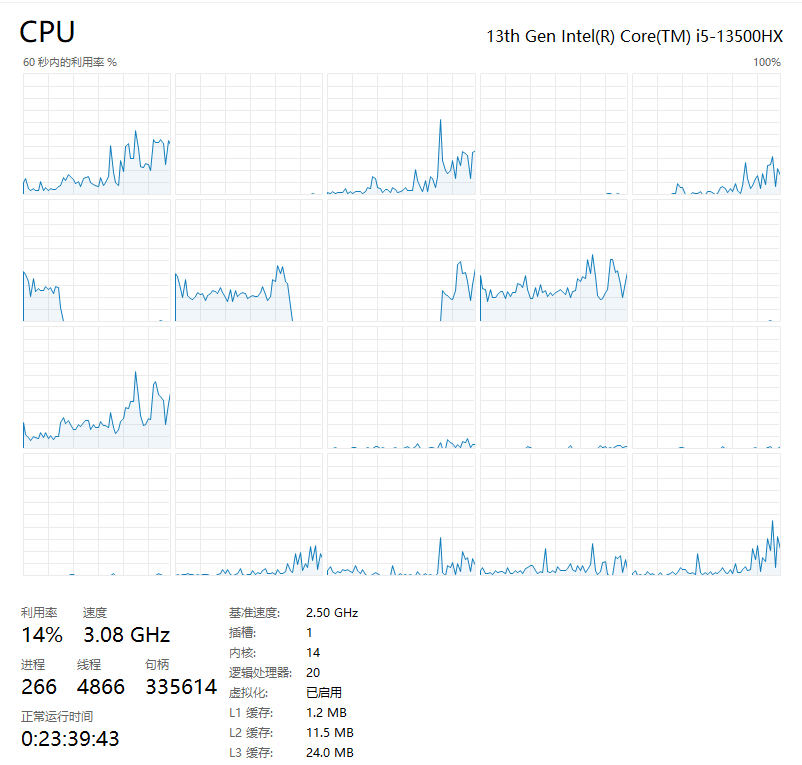 CPU
13th Gen Intel(R) Core(TM) i5-13500HX
60 秒内的利用率 %
100%
利用率 速度
14% 3.08 GHz
进程 线程 句柄
266 4866 335614
正常运行时间
0:23:39:43
基准速度: 2.50 GHz
插槽: 1
内核: 14
逻辑处理器: 20
虚拟化: 已启用
L1 缓存: 1.2 MB
L2 缓存: 11.5 MB
L3 缓存: 24.0 MB